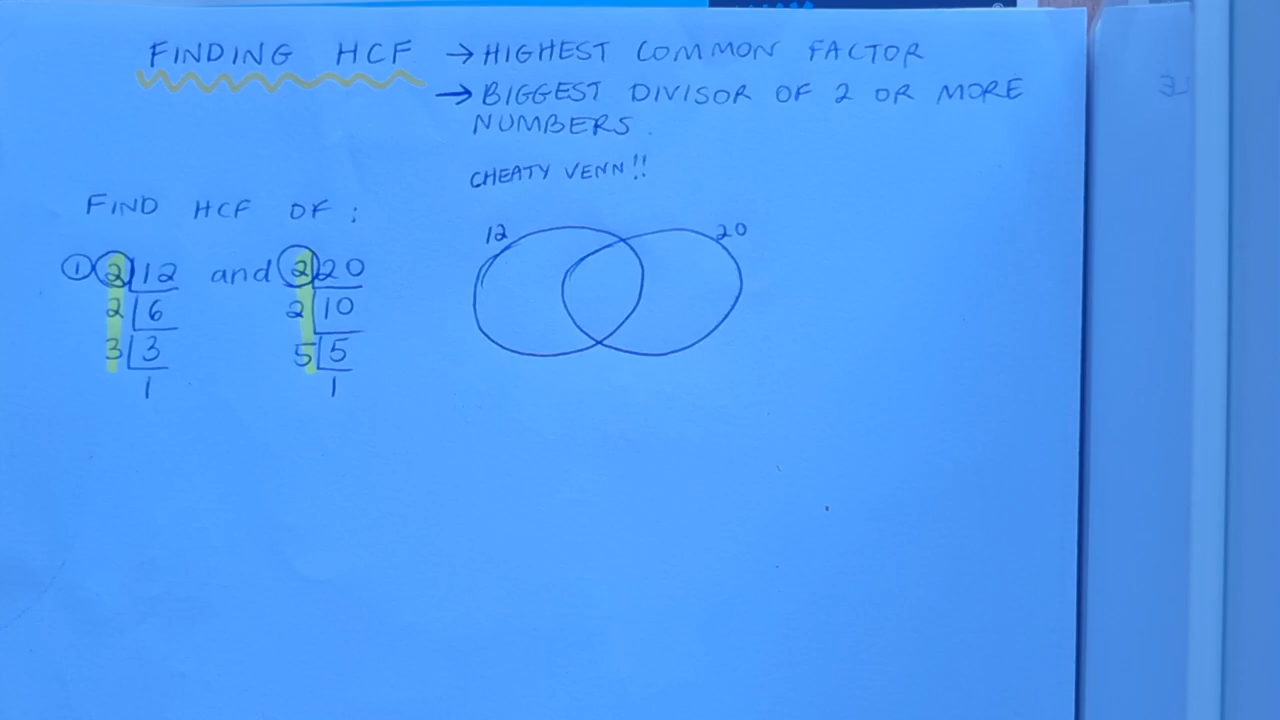 FINDING HCF → HIGHEST COMMON FACTOR
→ BIGGEST DIVISOR OF 2 OR MORE
NUMBERS.
CHEATY VENN!!
FIND HCF OF:
12 20
① 2 12 and 2 20
2 6 2 10
3 3 5 5
1 1